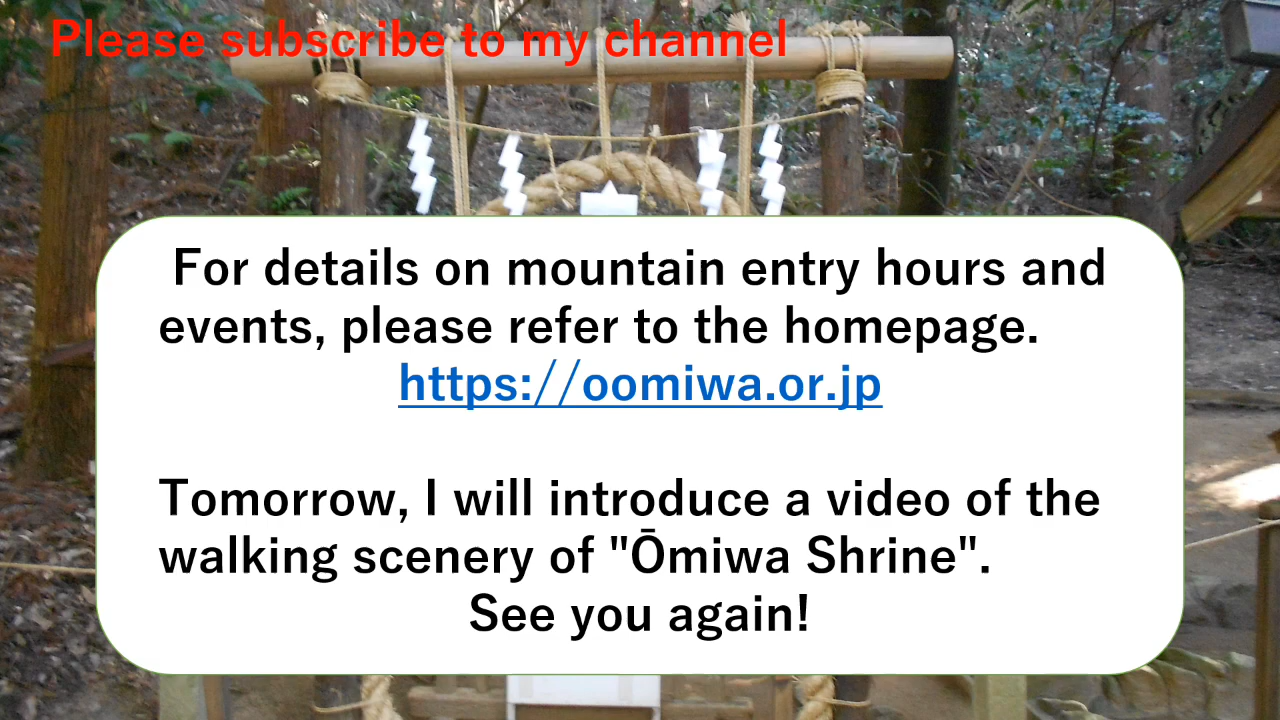 Please subscribe to my channel
For details on mountain entry hours and
events, please refer to the homepage.
https://oomiwa.or.jp
Tomorrow, I will introduce a video of the
walking scenery of "Ōmiwa Shrine".
See you again!